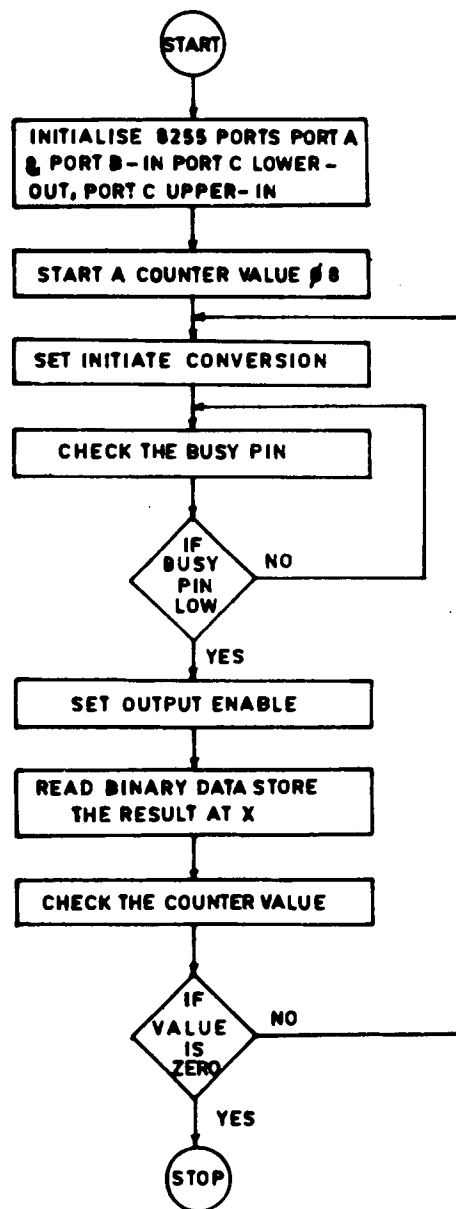 START
INITIALISE 8255 PORTS PORT A
& PORT B-IN PORT C LOWER-
OUT, PORT C UPPER-IN
START A COUNTER VALUE Ø8
SET INITIATE CONVERSION
CHECK THE BUSY PIN
IF
BUSY
PIN
LOW
NO
YES
SET OUTPUT ENABLE
READ BINARY DATA STORE
THE RESULT AT X
CHECK THE COUNTER VALUE
IF
VALUE
IS
ZERO
NO
YES
STOP